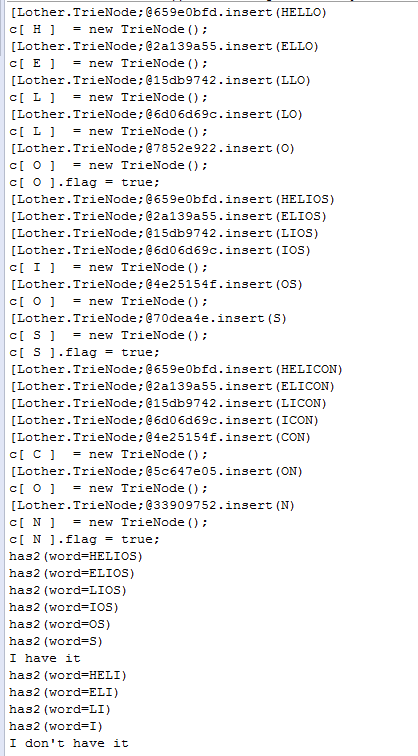 [Lother.TrieNode;@659e0bfd.insert(HELLO)
c[ H ]  = new TrieNode();
[Lother.TrieNode;@2a139a55.insert(ELLO)
c[ E ]  = new TrieNode();
[Lother.TrieNode;@15db9742.insert(LLO)
c[ L ]  = new TrieNode();
[Lother.TrieNode;@6d06d69c.insert(LO)
c[ L ]  = new TrieNode();
[Lother.TrieNode;@7852e922.insert(O)
c[ O ]  = new TrieNode();
c[ O ].flag = true;
[Lother.TrieNode;@659e0bfd.insert(HELIOS)
[Lother.TrieNode;@2a139a55.insert(ELIOS)
[Lother.TrieNode;@15db9742.insert(LIOS)
[Lother.TrieNode;@6d06d69c.insert(IOS)
c[ I ]  = new TrieNode();
[Lother.TrieNode;@4e25154f.insert(OS)
c[ O ]  = new TrieNode();
[Lother.TrieNode;@70dea4e.insert(S)
c[ S ]  = new TrieNode();
c[ S ].flag = true;
[Lother.TrieNode;@659e0bfd.insert(HELICON)
[Lother.TrieNode;@2a139a55.insert(ELICON)
[Lother.TrieNode;@15db9742.insert(LICON)
[Lother.TrieNode;@6d06d69c.insert(ICON)
[Lother.TrieNode;@4e25154f.insert(CON)
c[ C ]  = new TrieNode();
[Lother.TrieNode;@5c647e05.insert(ON)
c[ O ]  = new TrieNode();
[Lother.TrieNode;@33909752.insert(N)
c[ N ]  = new TrieNode();
c[ N ].flag = true;
has2(word=HELIOS)
has2(word=ELIOS)
has2(word=LIOS)
has2(word=IOS)
has2(word=OS)
has2(word=S)
I have it
has2(word=HELI)
has2(word=ELI)
has2(word=LI)
has2(word=I)
I don't have it